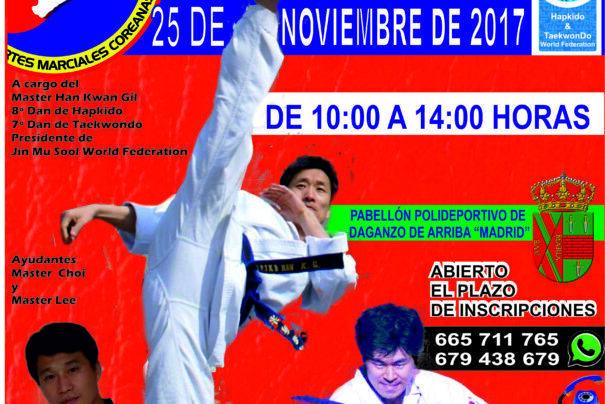 25 DE NOVIEMBRE DE 2017
ARTES MARCIALES COREANAS
Hapkido
&
TaekwonDo
World Federation
A cargo del
Master Han Kwan Gil
8º Dan de Hapkido
7º Dan de Taekwondo
Presidente de
Jin Mu Sool World Federation
DE 10:00 A 14:00 HORAS
PABELLÓN POLIDEPORTIVO DE
DAGANZO DE ARRIBA “MADRID”
Ayudantes
Master Choi
y
Master Lee
ABIERTO
EL PLAZO
DE INSCRIPCIONES
665 711 765
679 438 679